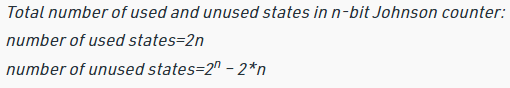 Total number of used and unused states in n-bit Johnson counter:
number of used states=2n
number of unused states=2ⁿ – 2*n